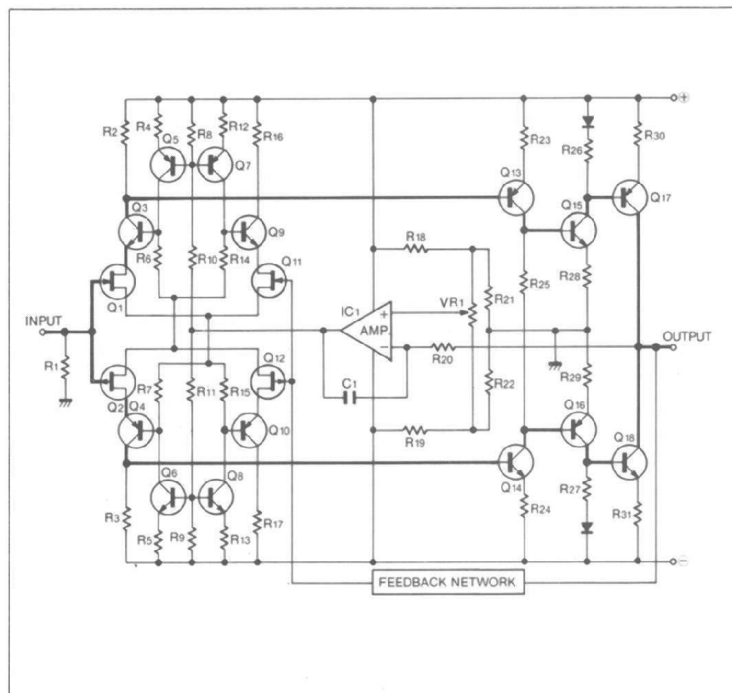 ⊕
R2
R4
R8
R12
R16
Q5
Q7
R23
R26
R30
Q13
Q15
Q17
Q3
Q9
R6
R10
R14
R18
R25
R28
Q11
Q1
IC1
VR1
R21
INPUT
AMP.
+
−
OUTPUT
R1
R20
Q12
C1
R22
R29
R7
R11
R15
Q2
Q4
Q10
R19
Q16
Q18
Q6
Q8
Q14
R27
R3
R5
R9
R13
R17
R24
R31
⊖
FEEDBACK NETWORK